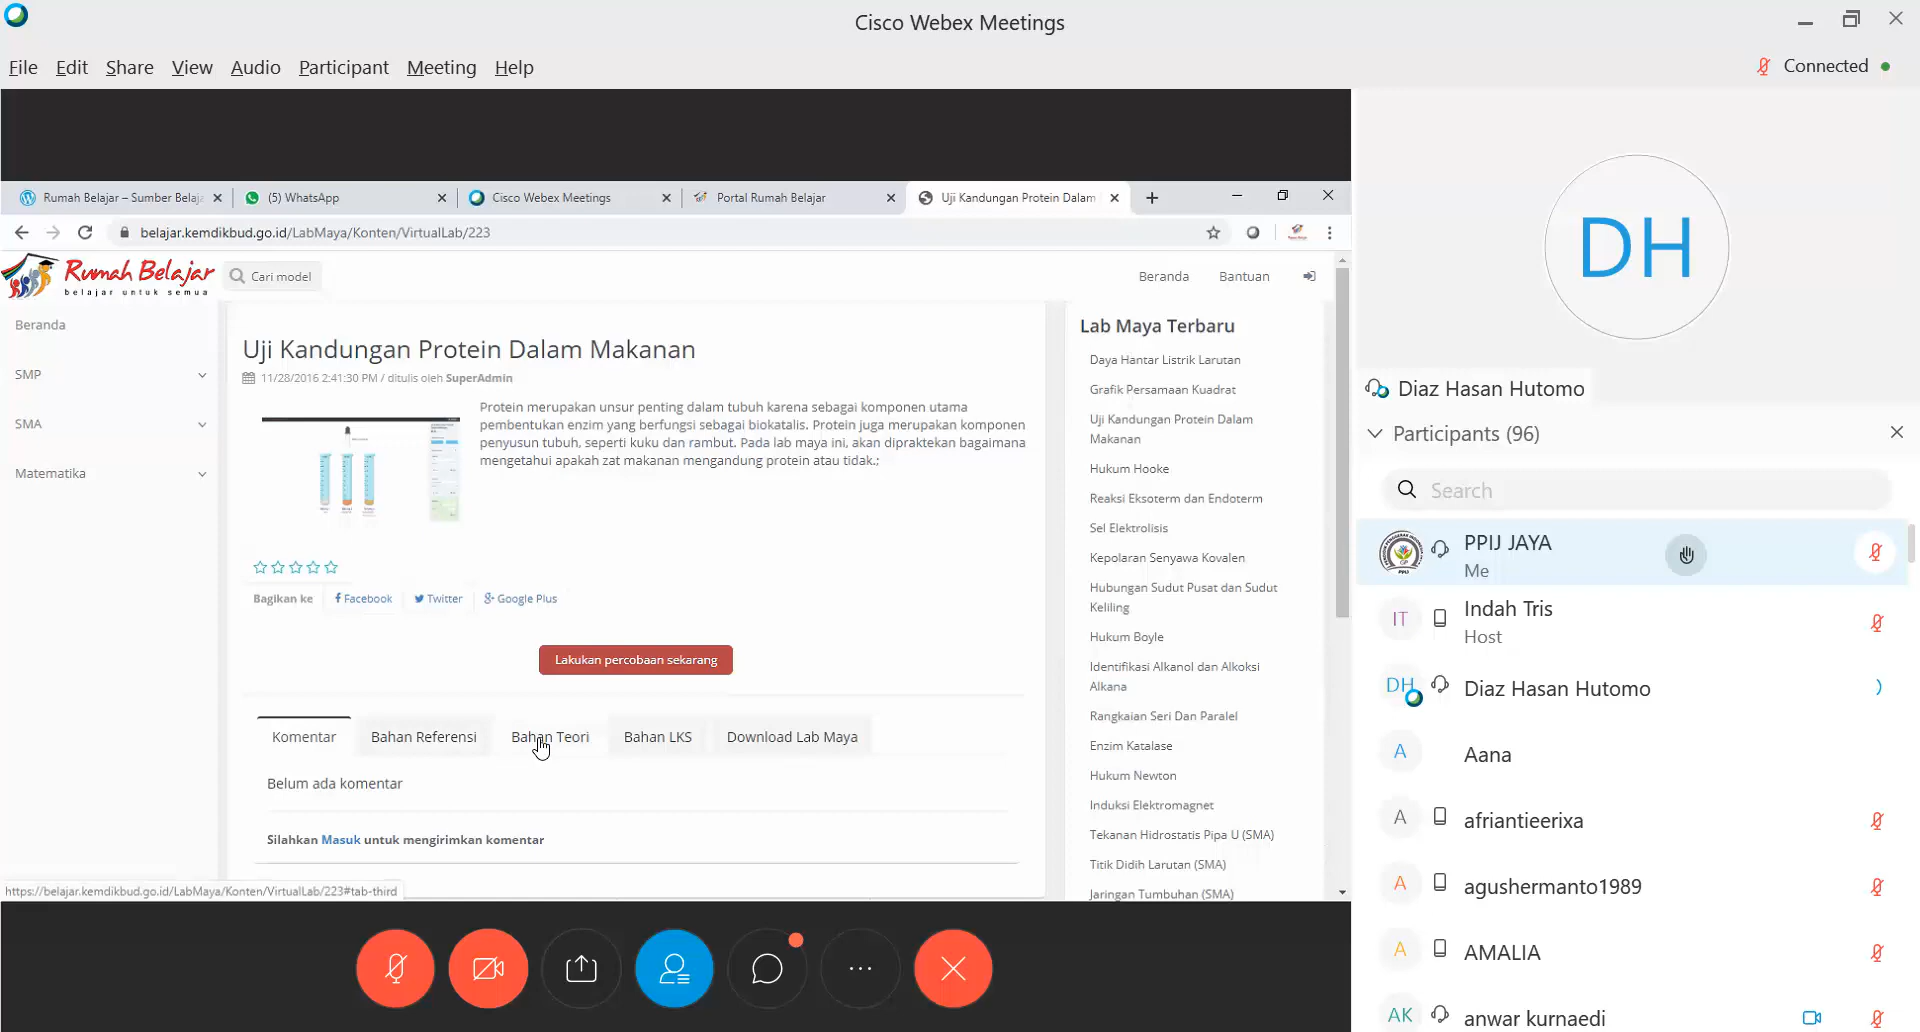 Cisco Webex Meetings
File Edit Share View Audio Participant Meeting Help
Connected
Rumah Belajar – Sumber Belaj
(5) WhatsApp
Cisco Webex Meetings
Portal Rumah Belajar
Uji Kandungan Protein Dalam
belajar.kemdikbud.go.id/LabMaya/Konten/VirtualLab/223
Rumah Belajar
belajar untuk semua
Cari model
Beranda
Bantuan
Beranda
SMP
SMA
Matematika
Uji Kandungan Protein Dalam Makanan
11/28/2016 2:41:30 PM / ditulis oleh SuperAdmin
Protein merupakan unsur penting dalam tubuh karena sebagai komponen utama
pembentukan enzim yang berfungsi sebagai biokatalis. Protein juga merupakan komponen
penyusun tubuh, seperti kuku dan rambut. Pada lab maya ini, akan dipraktekan bagaimana
mengetahui apakah zat makanan mengandung protein atau tidak.;
Bagikan ke
Facebook
Twitter
Google Plus
Lakukan percobaan sekarang
Komentar
Bahan Referensi
Bahan Teori
Bahan LKS
Download Lab Maya
Belum ada komentar
Silahkan Masuk untuk mengirimkan komentar
https://belajar.kemdikbud.go.id/LabMaya/Konten/VirtualLab/223#tab-third
Lab Maya Terbaru
Daya Hantar Listrik Larutan
Grafik Persamaan Kuadrat
Uji Kandungan Protein Dalam
Makanan
Hukum Hooke
Reaksi Eksoterm dan Endoterm
Sel Elektrolisis
Kepolaran Senyawa Kovalen
Hubungan Sudut Pusat dan Sudut
Keliling
Hukum Boyle
Identifikasi Alkanol dan Alkoksi
Alkana
Rangkaian Seri Dan Paralel
Enzim Katalase
Hukum Newton
Induksi Elektromagnet
Tekanan Hidrostatis Pipa U (SMA)
Titik Didih Larutan (SMA)
Jaringan Tumbuhan (SMA)
DH
Diaz Hasan Hutomo
Participants (96)
Search
PPIJ JAYA
Me
IT
Indah Tris
Host
DH
Diaz Hasan Hutomo
A
Aana
A
afriantieerixa
A
agushermanto1989
A
AMALIA
AK
anwar kurnaedi